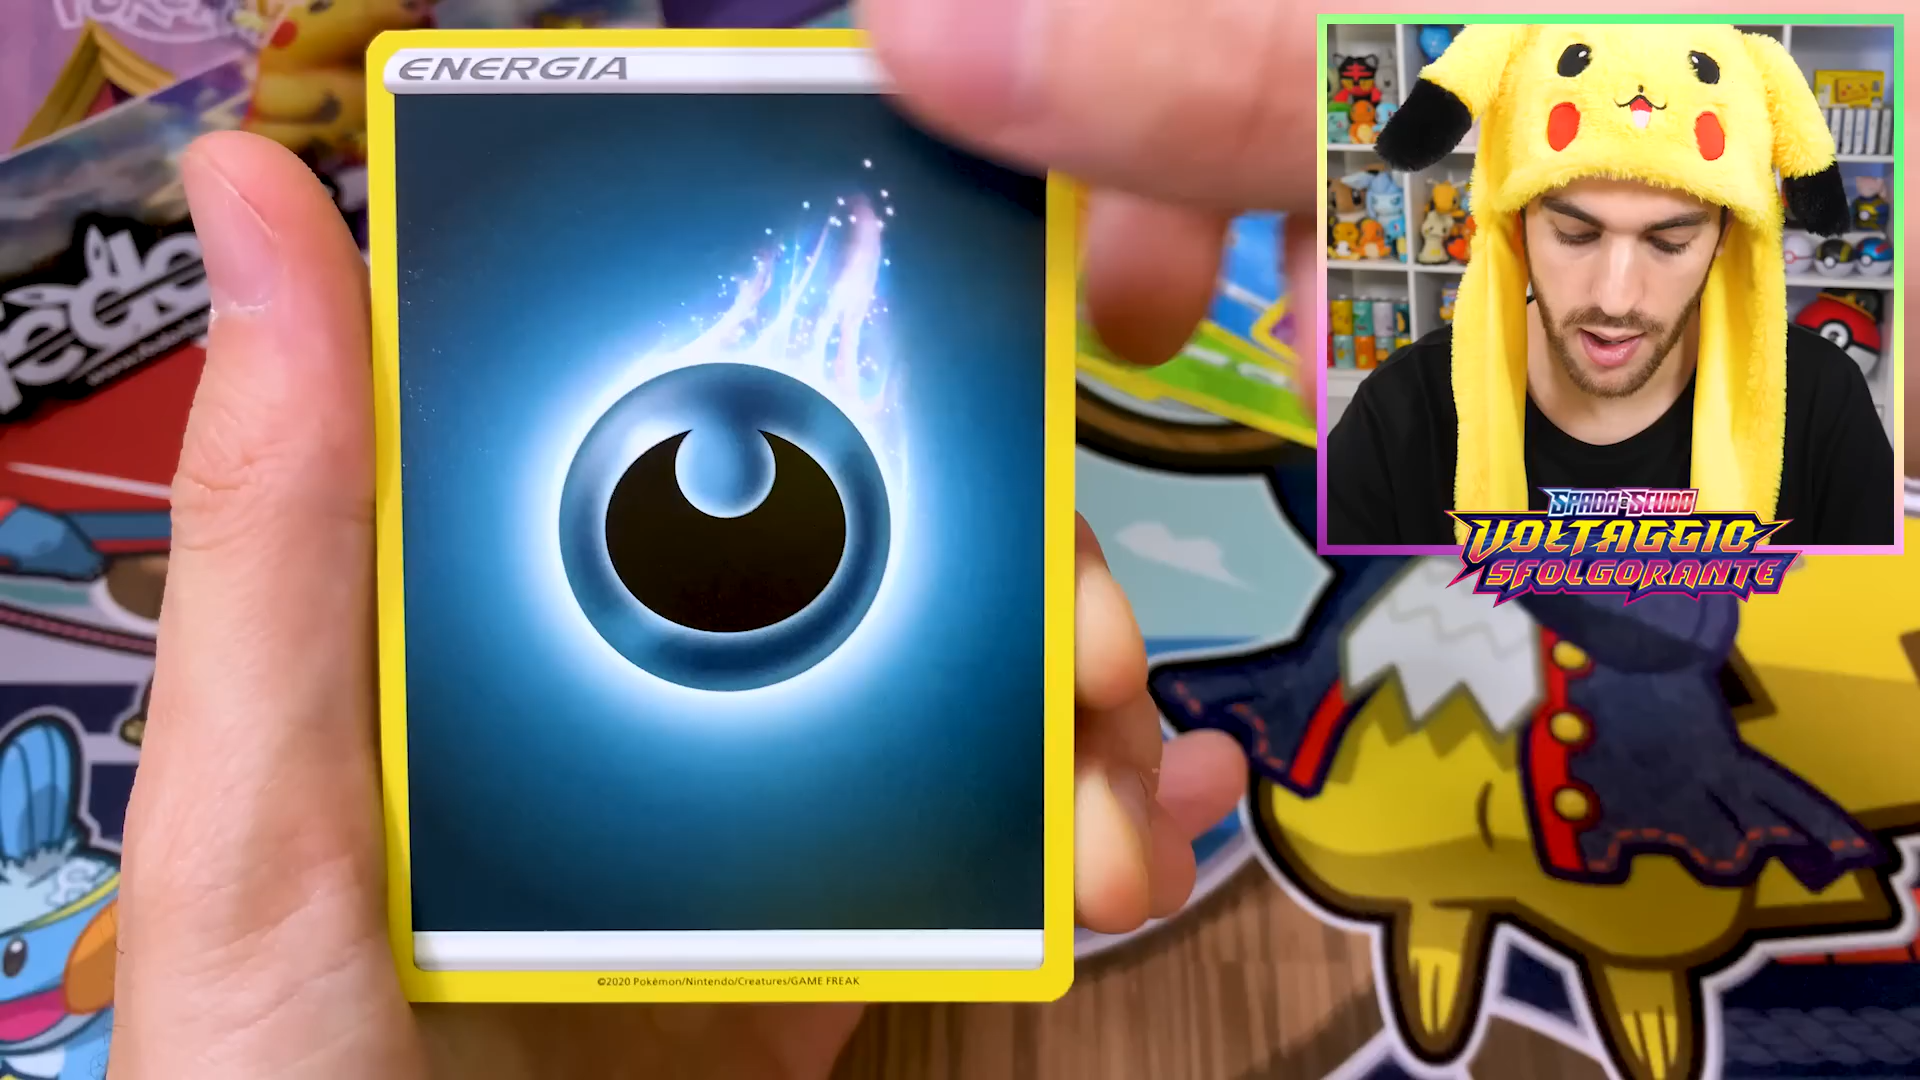 ENERGIA
SPADA E SCUDO
VOLTAGGIO
SFOLGORANTE
©2020 Pokémon/Nintendo/Creatures/GAME FREAK